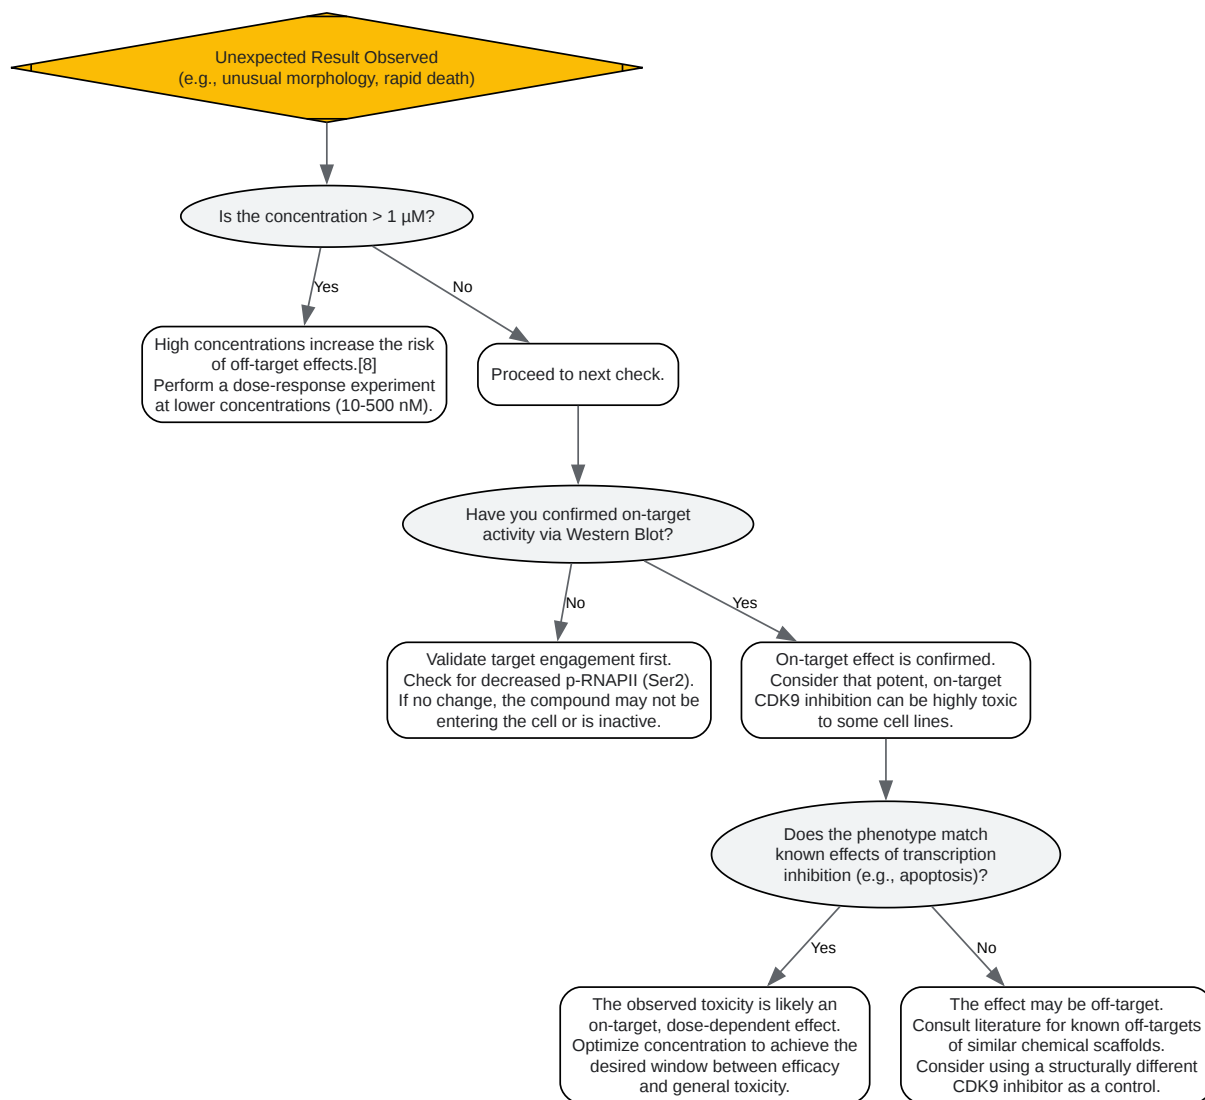 Unexpected Result Observed
(e.g., unusual morphology, rapid death)
Is the concentration > 1 µM?
Yes
No
High concentrations increase the risk
of off-target effects.[8]
Perform a dose-response experiment
at lower concentrations (10-500 nM).
Proceed to next check.
Have you confirmed on-target
activity via Western Blot?
No
Yes
Validate target engagement first.
Check for decreased p-RNAPII (Ser2).
If no change, the compound may not be
entering the cell or is inactive.
On-target effect is confirmed.
Consider that potent, on-target
CDK9 inhibition can be highly toxic
to some cell lines.
Does the phenotype match
known effects of transcription
inhibition (e.g., apoptosis)?
Yes
No
The observed toxicity is likely an
on-target, dose-dependent effect.
Optimize concentration to achieve the
desired window between efficacy
and general toxicity.
The effect may be off-target.
Consult literature for known off-targets
of similar chemical scaffolds.
Consider using a structurally different
CDK9 inhibitor as a control.